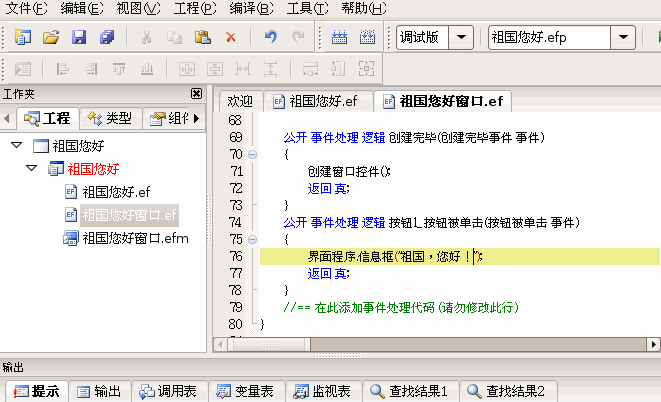 文件(F) 编辑(E) 视图(V) 工程(P) 编译(B) 工具(T) 帮助(H)
调试版 祖国您好.efp
工作夹
工程 类型 组件
祖国您好
祖国您好
祖国您好.ef
祖国您好窗口.ef
祖国您好窗口.efm
欢迎 祖国您好.ef 祖国您好窗口.ef
68
69 公开 事件处理 逻辑 创建完毕(创建完毕事件 事件)
70 {
71 创建窗口控件();
72 返回 真;
73 }
74 公开 事件处理 逻辑 按钮1_按钮被单击(按钮被单击 事件)
75 {
76 界面程序.信息框("祖国，您好！");
77 返回 真;
78 }
79 //== 在此添加事件处理代码 (请勿修改此行)
80 }
输出
提示 输出 调用表 变量表 监视表 查找结果1 查找结果2